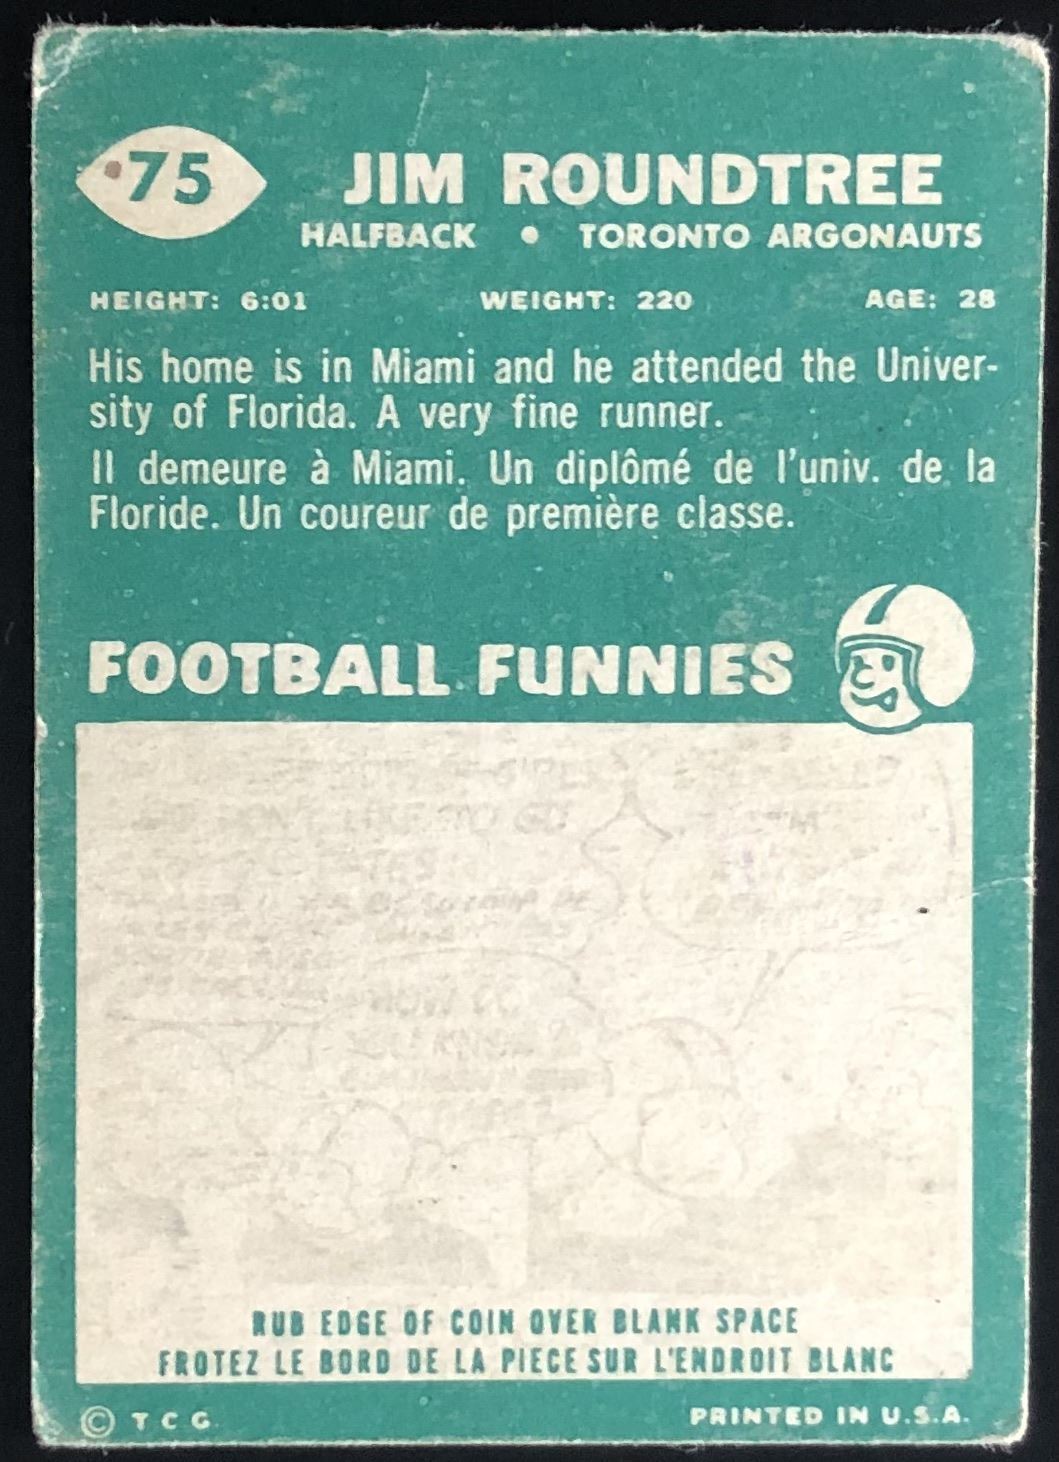 75
JIM ROUNDTREE
HALFBACK • TORONTO ARGONAUTS
HEIGHT: 6:01 WEIGHT: 220 AGE: 28
His home is in Miami and he attended the Univer-
sity of Florida. A very fine runner.
Il demeure à Miami. Un diplômé de l'univ. de la
Floride. Un coureur de première classe.
FOOTBALL FUNNIES
RUB EDGE OF COIN OVER BLANK SPACE
FROTEZ LE BORD DE LA PIECE SUR L'ENDROIT BLANC
© T C G.
PRINTED IN U.S.A.